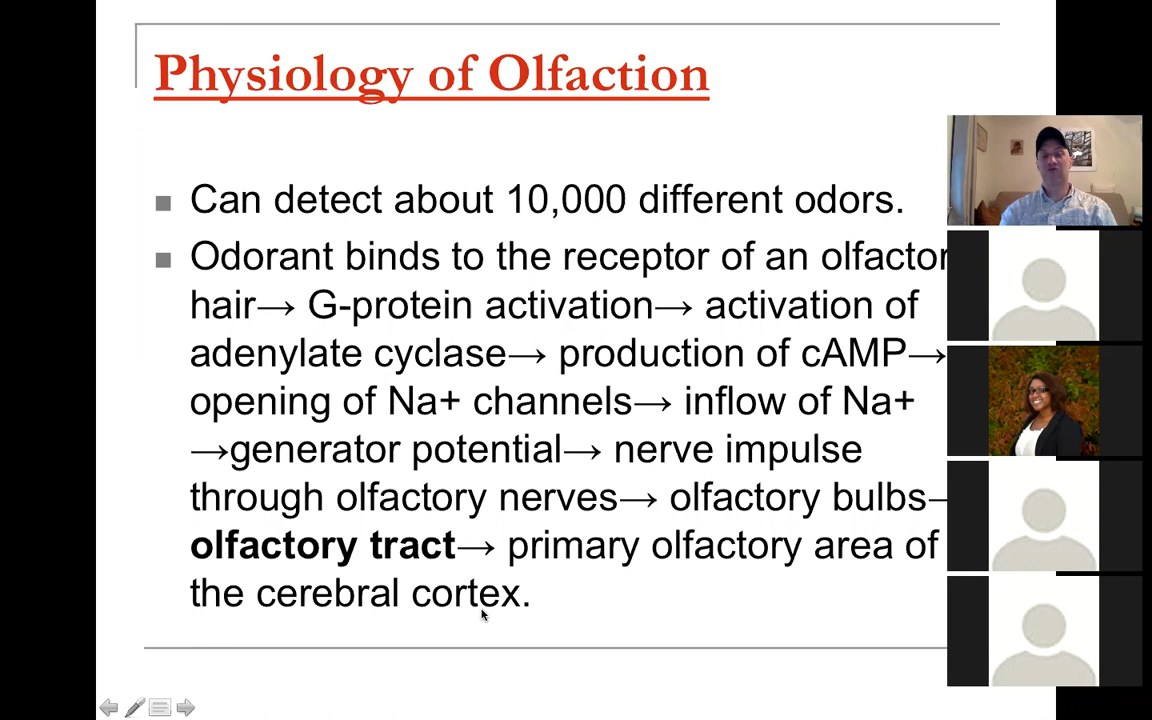 Physiology of Olfaction
Can detect about 10,000 different odors.
Odorant binds to the receptor of an olfactor
hair→ G-protein activation→ activation of
adenylate cyclase→ production of cAMP→
opening of Na+ channels→ inflow of Na+
→generator potential→ nerve impulse
through olfactory nerves→ olfactory bulbs–
olfactory tract→ primary olfactory area of
the cerebral cortex.